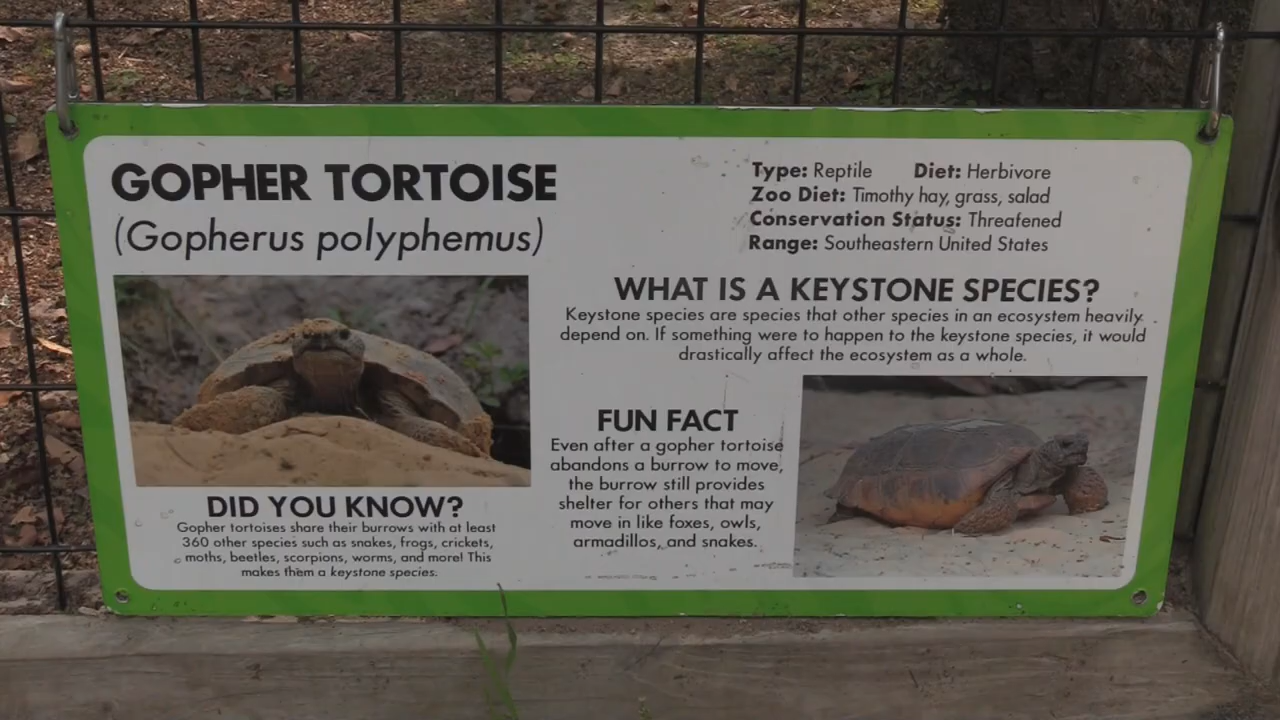 GOPHER TORTOISE
(Gopherus polyphemus)
Type: Reptile Diet: Herbivore
Zoo Diet: Timothy hay, grass, salad
Conservation Status: Threafened
Range: Southeastern United States
WHAT IS A KEYSTONE SPECIES?
Keystone species are species that other species in an ecosystem heavily
depend on. If something were to happen to the keystone species, it would
drastically affect the ecosystem as a whole.
FUN FACT
Even after a gopher tortoise
abandons a burrow to move,
the burrow still provides
shelter for others that may
move in like foxes, owls,
armadillos, and snakes.
DID YOU KNOW?
Gopher tortoises share their burrows with at least
360 other species such as snakes, frogs, crickets,
moths, beetles, scorpions, worms, and more! This
makes them a keystone species.